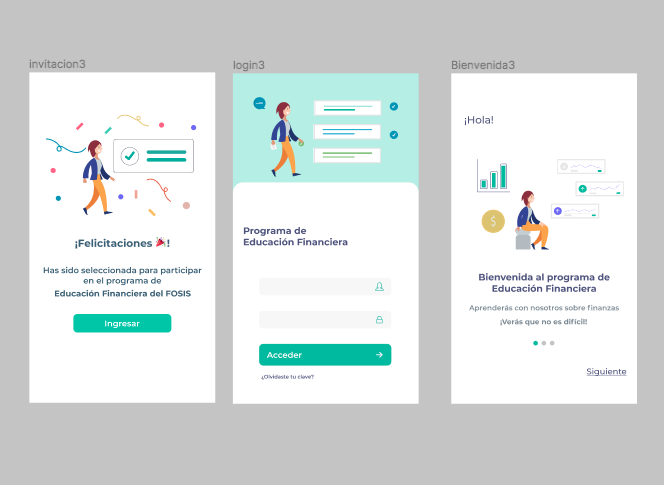 invitacion3
¡Felicitaciones 🎉!
Has sido seleccionada para participar
en el programa de
Educación Financiera del FOSIS
Ingresar
login3
Programa de
Educación Financiera
Acceder
¿Olvidaste tu clave?
Bienvenida3
¡Hola!
$
Bienvenida al programa de
Educación Financiera
Aprenderás con nosotros sobre finanzas
¡Verás que no es difícil!
Siguiente